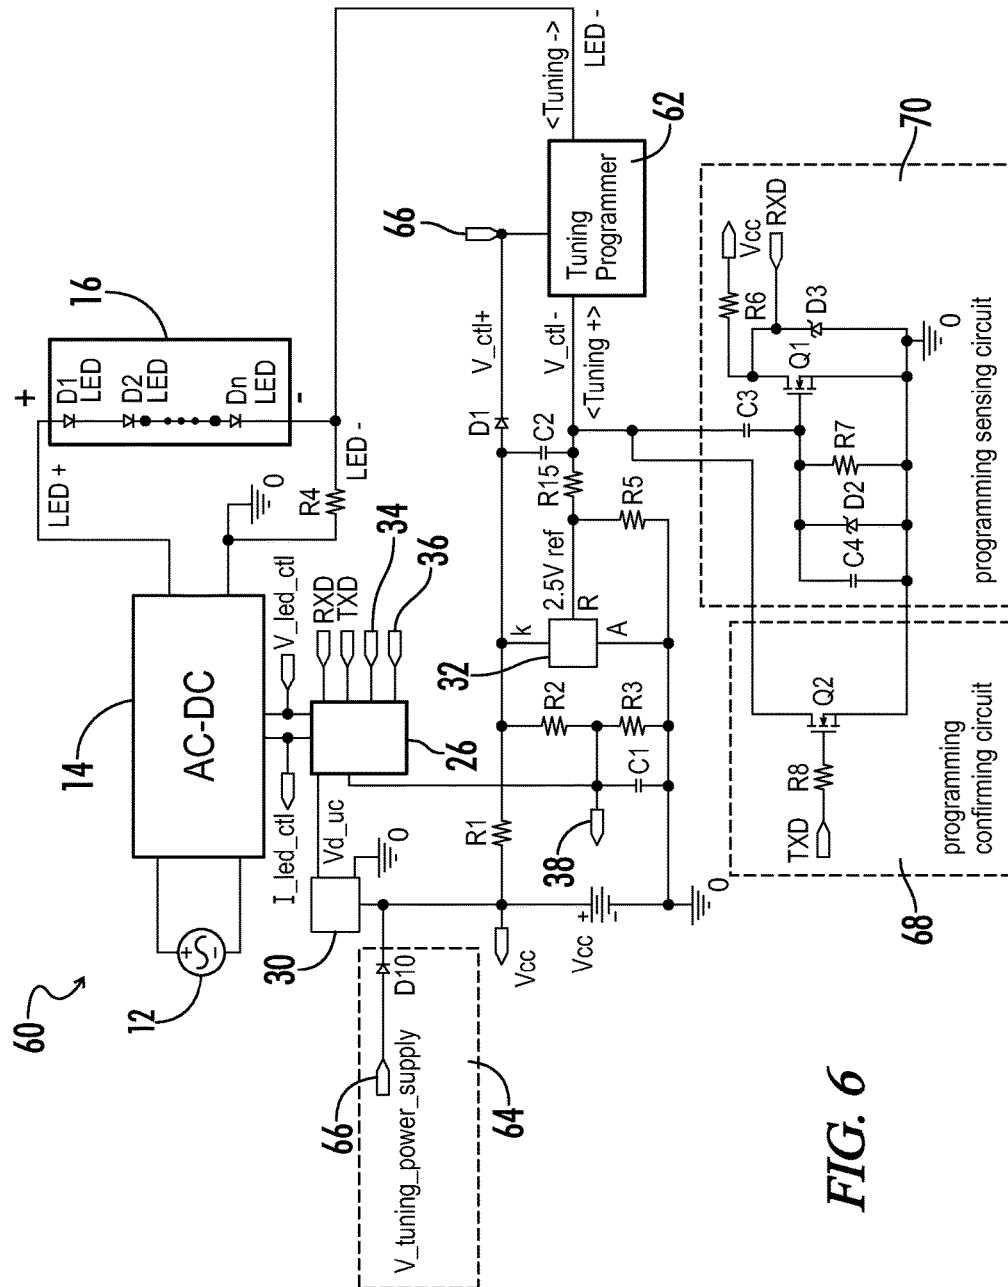 60
12
14
AC-DC
LED +
+
16
D1
LED
D2
LED
Dn
LED
-
0
R4
LED -
I_led_ctl
V_led_ctl
RXD
TXD
34
36
26
Vd_uc
30
0
66
D10
V_tuning_power_supply
64
Vcc
Vcc
+
-
0
R1
38
R2
R3
C1
32
k
2.5V ref
R
A
R15
R5
C2
D1
V_ctl+
66
V_ctl-
<Tuning +>
Tuning
Programmer
62
<Tuning ->
LED -
68
TXD
R8
Q2
programming
confirming circuit
70
C3
C4
D2
R7
Q1
R6
Vcc
RXD
D3
0
programming sensing circuit
FIG. 6